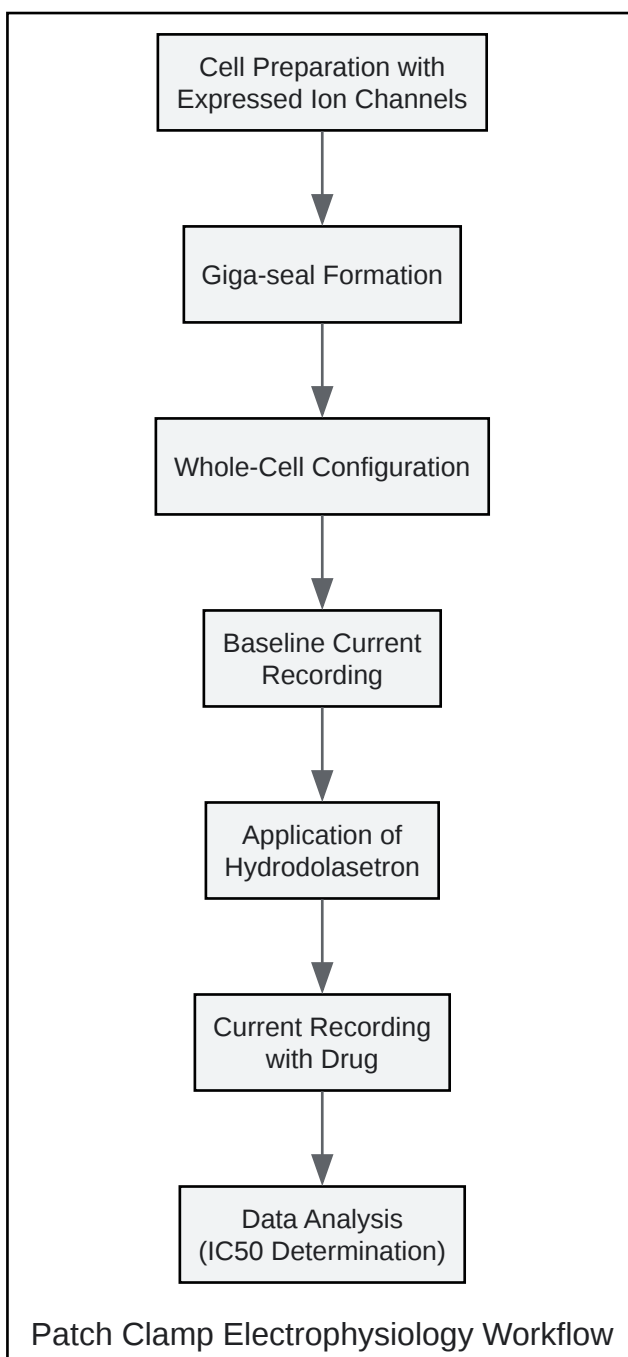 Cell Preparation with
Expressed Ion Channels
Giga-seal Formation
Whole-Cell Configuration
Baseline Current
Recording
Application of
Hydrodolasetron
Current Recording
with Drug
Data Analysis
(IC50 Determination)
Patch Clamp Electrophysiology Workflow